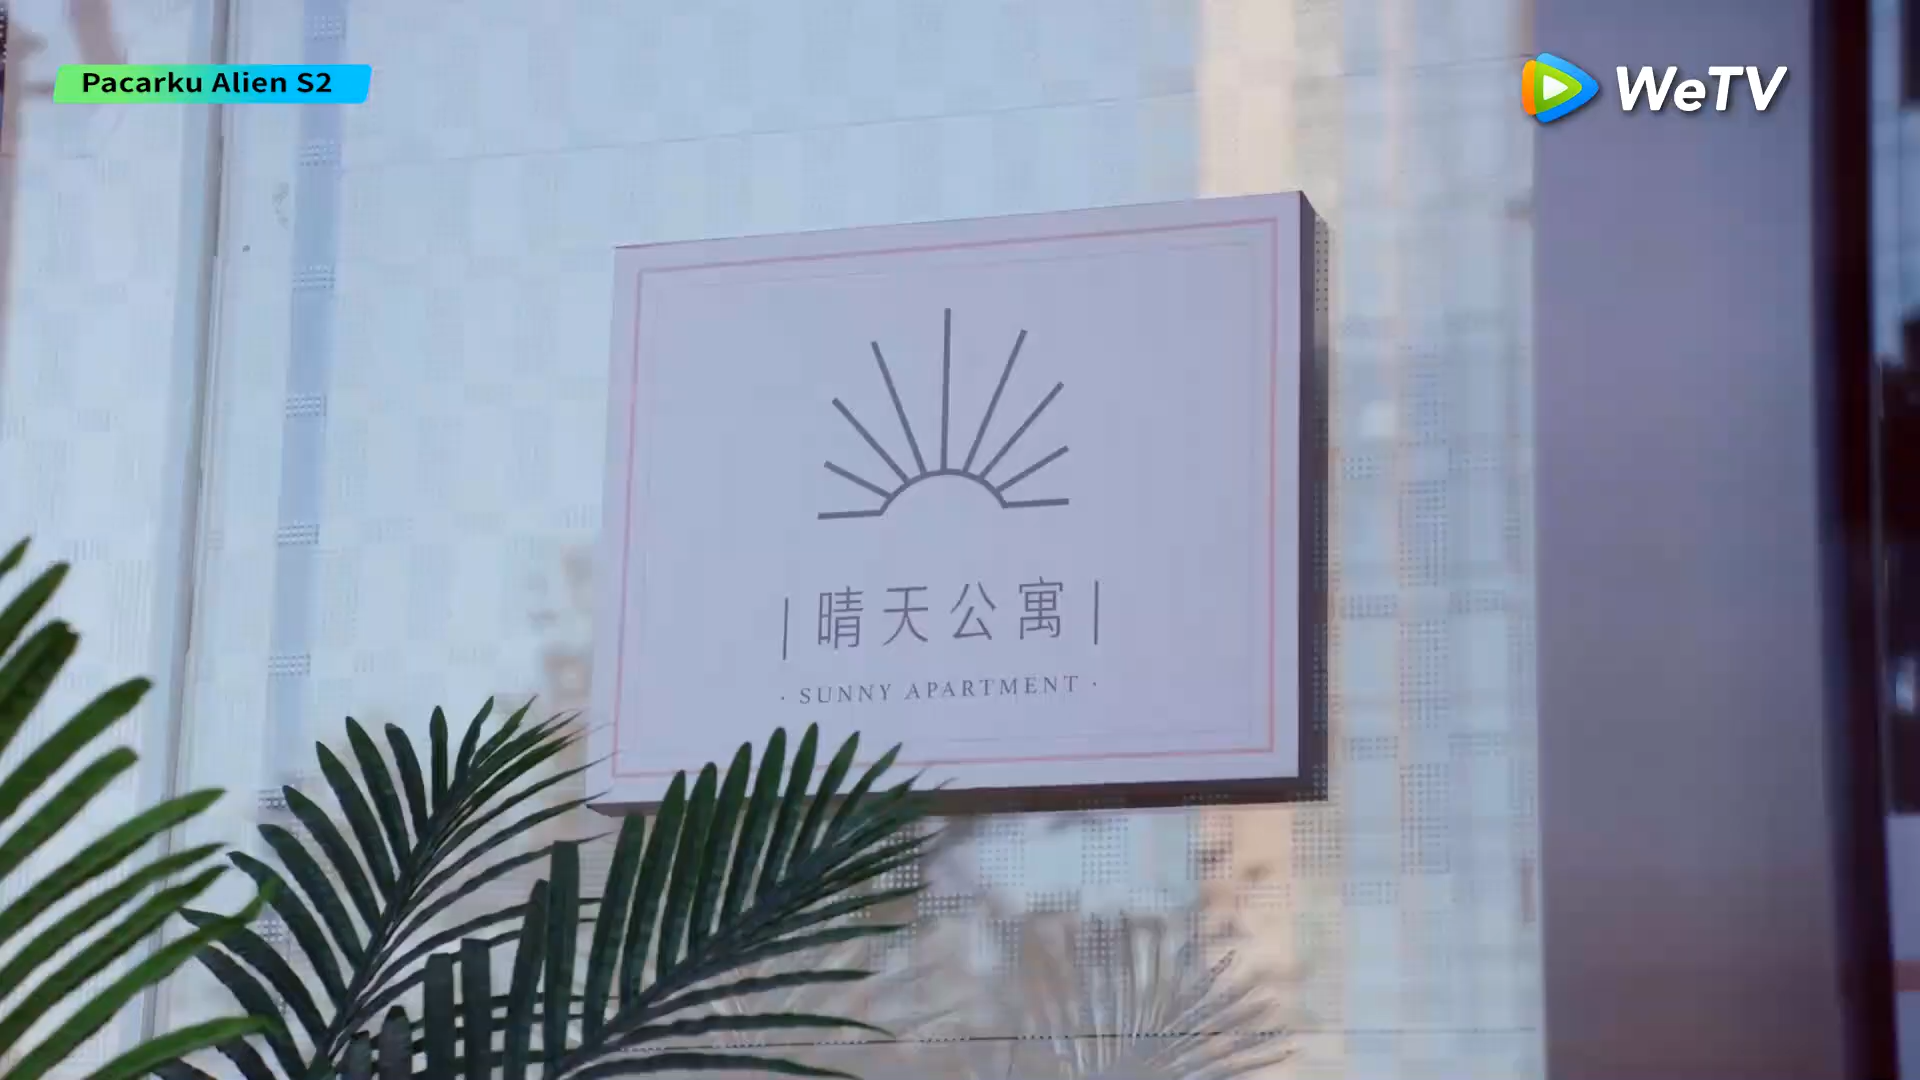 Pacarku Alien S2
WeTV
| 晴天公寓 |
· SUNNY APARTMENT ·